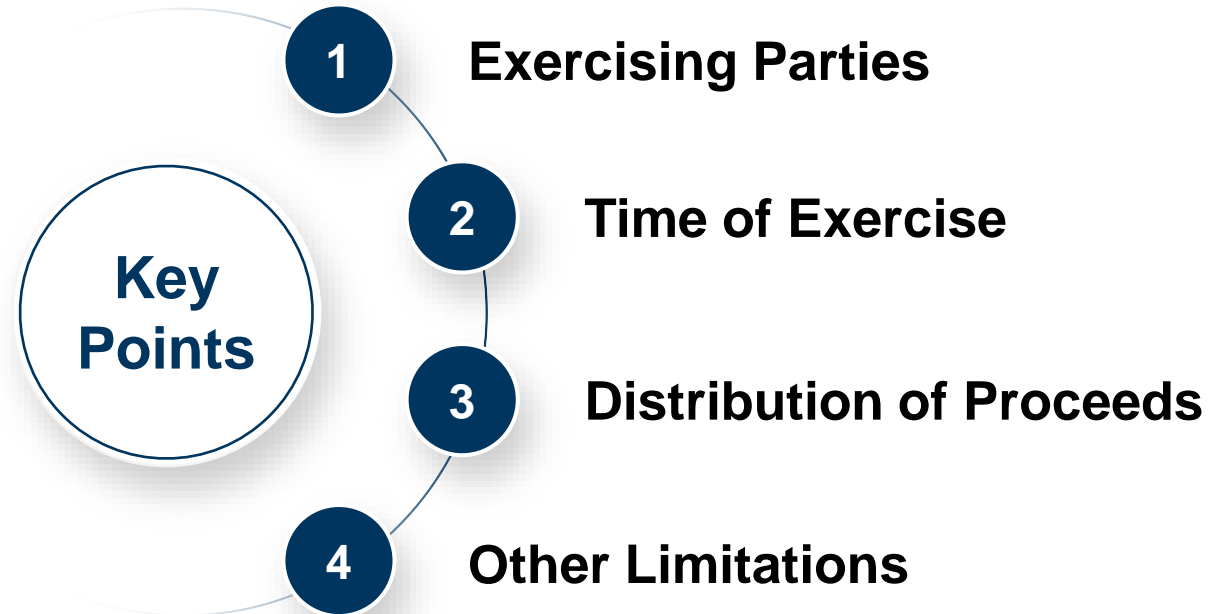 Key
Points
1
Exercising Parties
2
Time of Exercise
3
Distribution of Proceeds
4
Other Limitations